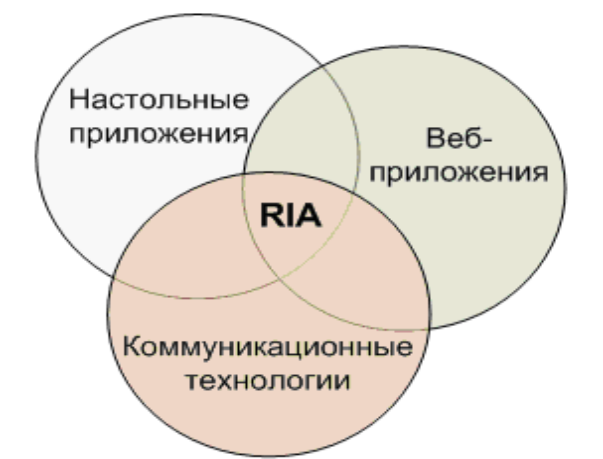 Настольные
приложения
Веб-
приложения
RIA
Коммуникационные
технологии